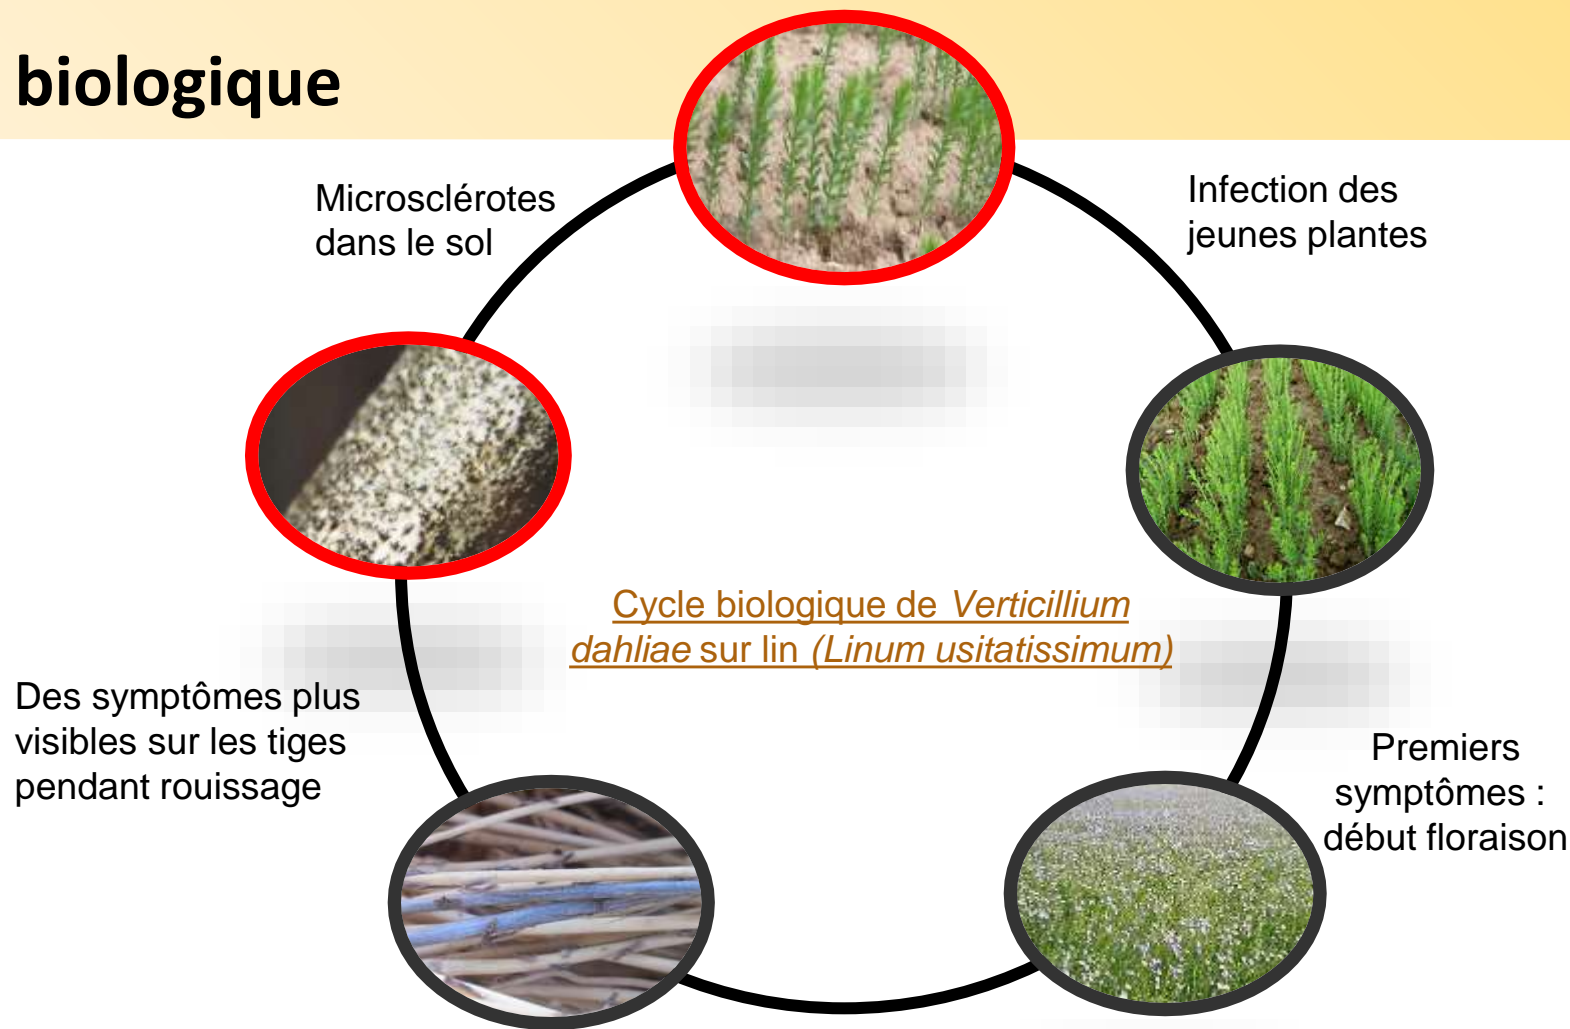 biologique
Microsclérotes
dans le sol
Infection des
jeunes plantes
Cycle biologique de Verticillium
dahliae sur lin (Linum usitatissimum)
Des symptômes plus
visibles sur les tiges
pendant rouissage
Premiers
symptômes :
début floraison